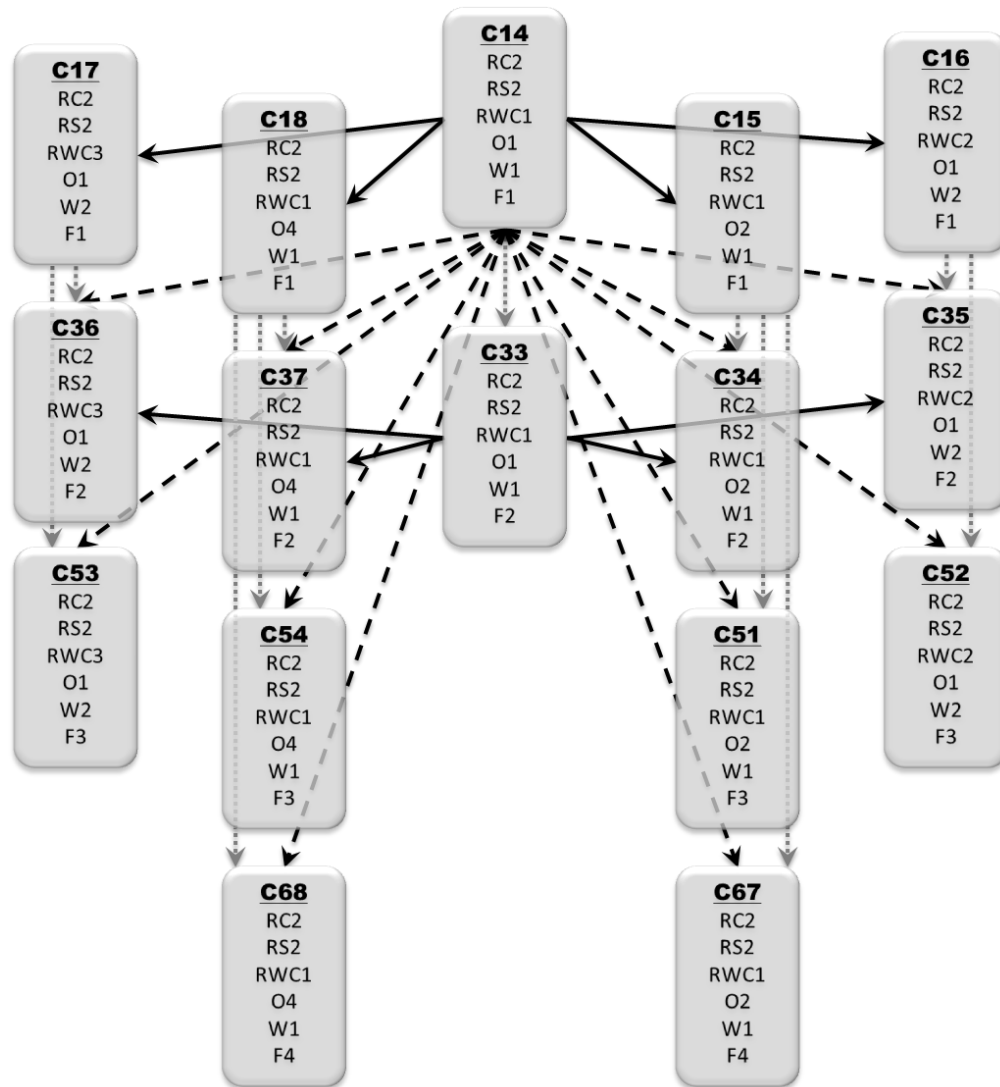 C14
RC2
RS2
RWC1
O1
W1
F1
C17
RC2
RS2
RWC3
O1
W2
F1
C18
RC2
RS2
RWC1
O4
W1
F1
C15
RC2
RS2
RWC1
O2
W1
F1
C16
RC2
RS2
RWC2
O1
W2
F1
C36
RC2
RS2
RWC3
O1
W2
F2
C37
RC2
RS2
RWC1
O4
W1
F2
C33
RC2
RS2
RWC1
O1
W1
F2
C34
RC2
RS2
RWC1
O2
W1
F2
C35
RC2
RS2
RWC2
O1
W2
F2
C53
RC2
RS2
RWC3
O1
W2
F3
C54
RC2
RS2
RWC1
O4
W1
F3
C51
RC2
RS2
RWC1
O2
W1
F3
C52
RC2
RS2
RWC2
O1
W2
F3
C68
RC2
RS2
RWC1
O4
W1
F4
C67
RC2
RS2
RWC1
O2
W1
F4